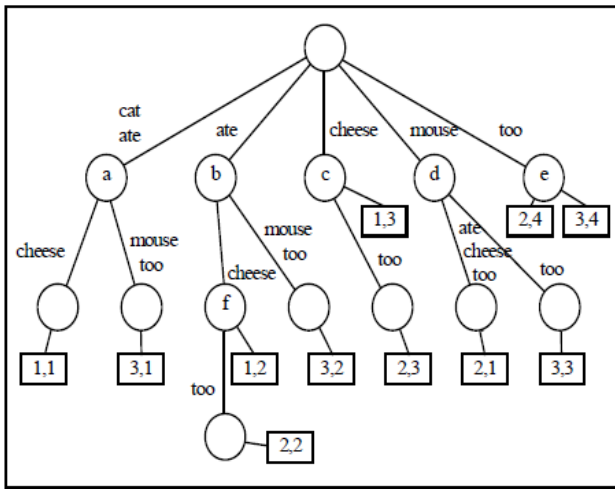 cat
ate
ate
cheese
mouse
too
a
b
c
d
e
1,3
2,4
3,4
cheese
mouse
too
cheese
mouse
too
too
ate
cheese
too
too
f
1,1
3,1
1,2
3,2
2,3
2,1
3,3
too
2,2